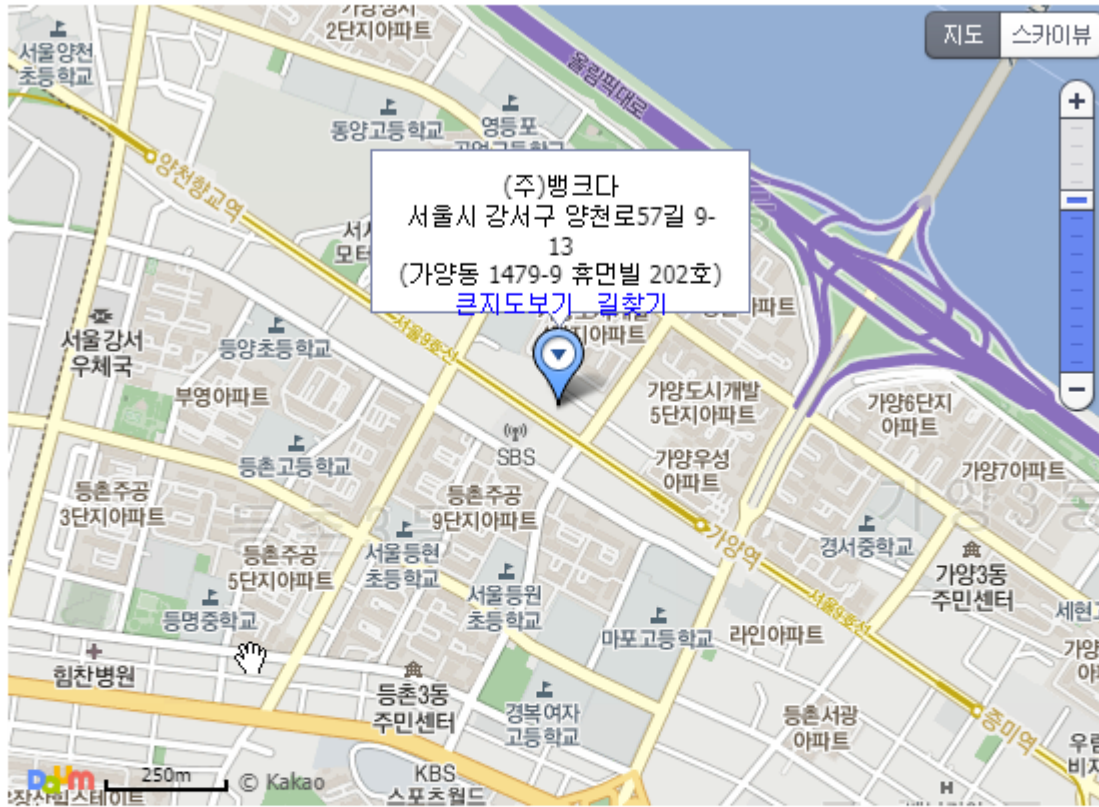 2단지아파트
지도
스카이뷰
서울양천
초등학교
올림픽대로
동양고등학교
영등포
양천향교역
(주)뱅크다
서울시 강서구 양천로57길 9-
13
(가양동 1479-9 휴먼빌 202호)
큰지도보기 길찾기
서울강서
우체국
등양초등학교
서울9호선
부영아파트
가양도시개발
5단지아파트
가양6단지
아파트
SBS
등촌고등학교
가양우성
아파트
가양7아파트
등촌주공
3단지아파트
등촌주공
9단지아파트
가양역
경서중학교
등촌주공
5단지아파트
서울등현
초등학교
가양3동
주민센터
서울등원
초등학교
서울9호선
등명중학교
마포고등학교
라인아파트
힘찬병원
등촌3동
주민센터
경복여자
고등학교
등촌서광
아파트
증미역
Daum
250m
© Kakao
KBS
스포츠월드
H